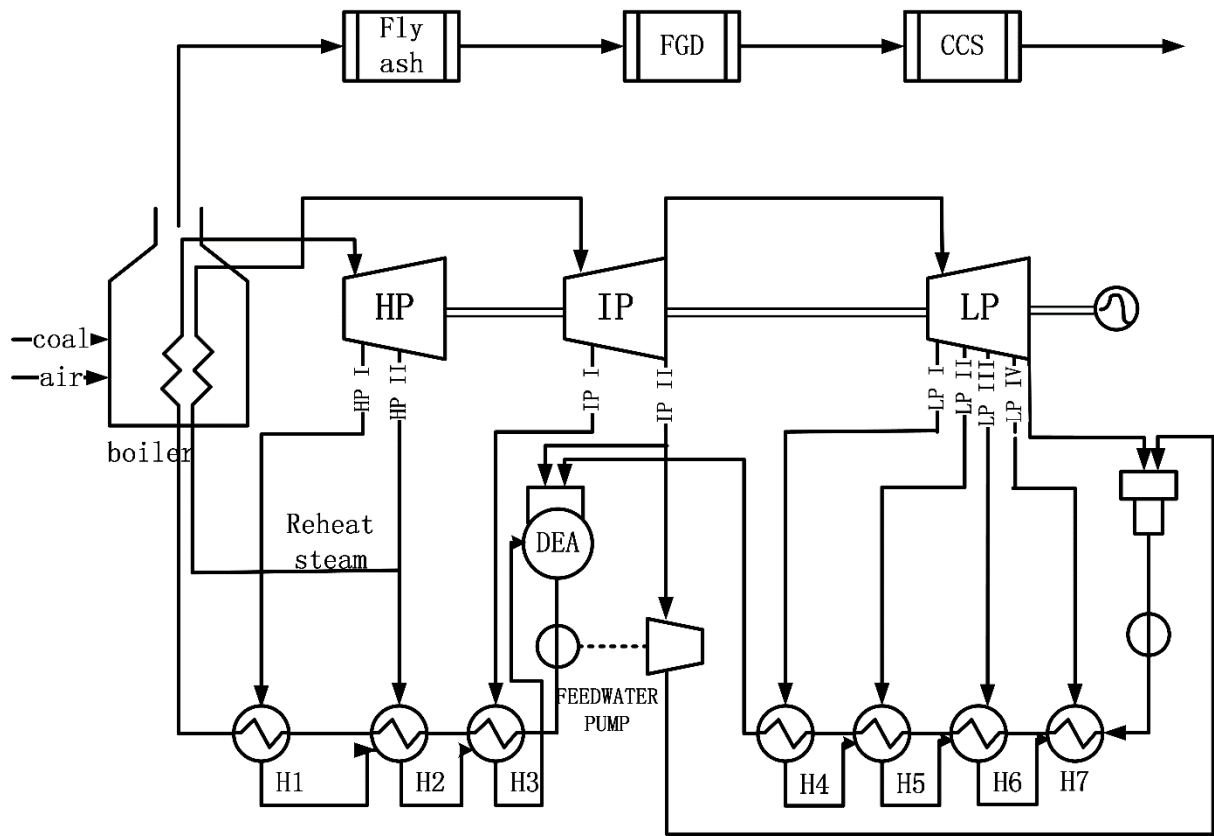 Fly
ash
FGD
CCS
HP
IP
LP
coal
air
boiler
HP I
HP II
IP I
IP II
LP I
LP II
LP III
LP IV
Reheat
steam
DEA
FEEDWATER
PUMP
H1
H2
H3
H4
H5
H6
H7